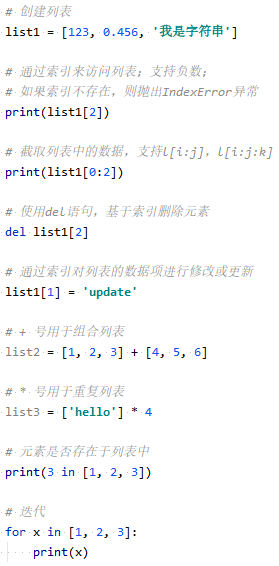 # 创建列表
list1 = [123, 0.456, '我是字符串']
# 通过索引来访问列表；支持负数；
# 如果索引不存在，则抛出IndexError异常
print(list1[2])
# 截取列表中的数据，支持l[i:j]，l[i:j:k]
print(list1[0:2])
# 使用del语句，基于索引删除元素
del list1[2]
# 通过索引对列表的数据项进行修改或更新
list1[1] = 'update'
# + 号用于组合列表
list2 = [1, 2, 3] + [4, 5, 6]
# * 号用于重复列表
list3 = ['hello'] * 4
# 元素是否存在于列表中
print(3 in [1, 2, 3])
# 迭代
for x in [1, 2, 3]:
    print(x)